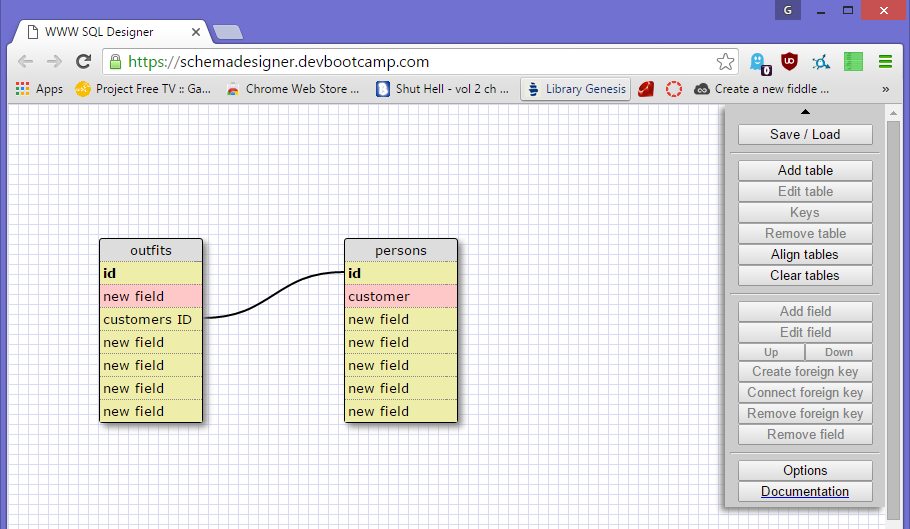 G
WWW SQL Designer
https://schemadesigner.devbootcamp.com
0
UD
Apps
Project Free TV :: Ga...
Chrome Web Store ...
Shut Hell - vol 2 ch ...
Library Genesis
Create a new fiddle ...
»
Save / Load
Add table
Edit table
Keys
Remove table
Align tables
Clear tables
Add field
Edit field
Up Down
Create foreign key
Connect foreign key
Remove foreign key
Remove field
Options
Documentation
outfits
id
new field
customers ID
new field
new field
new field
new field
persons
id
customer
new field
new field
new field
new field
new field